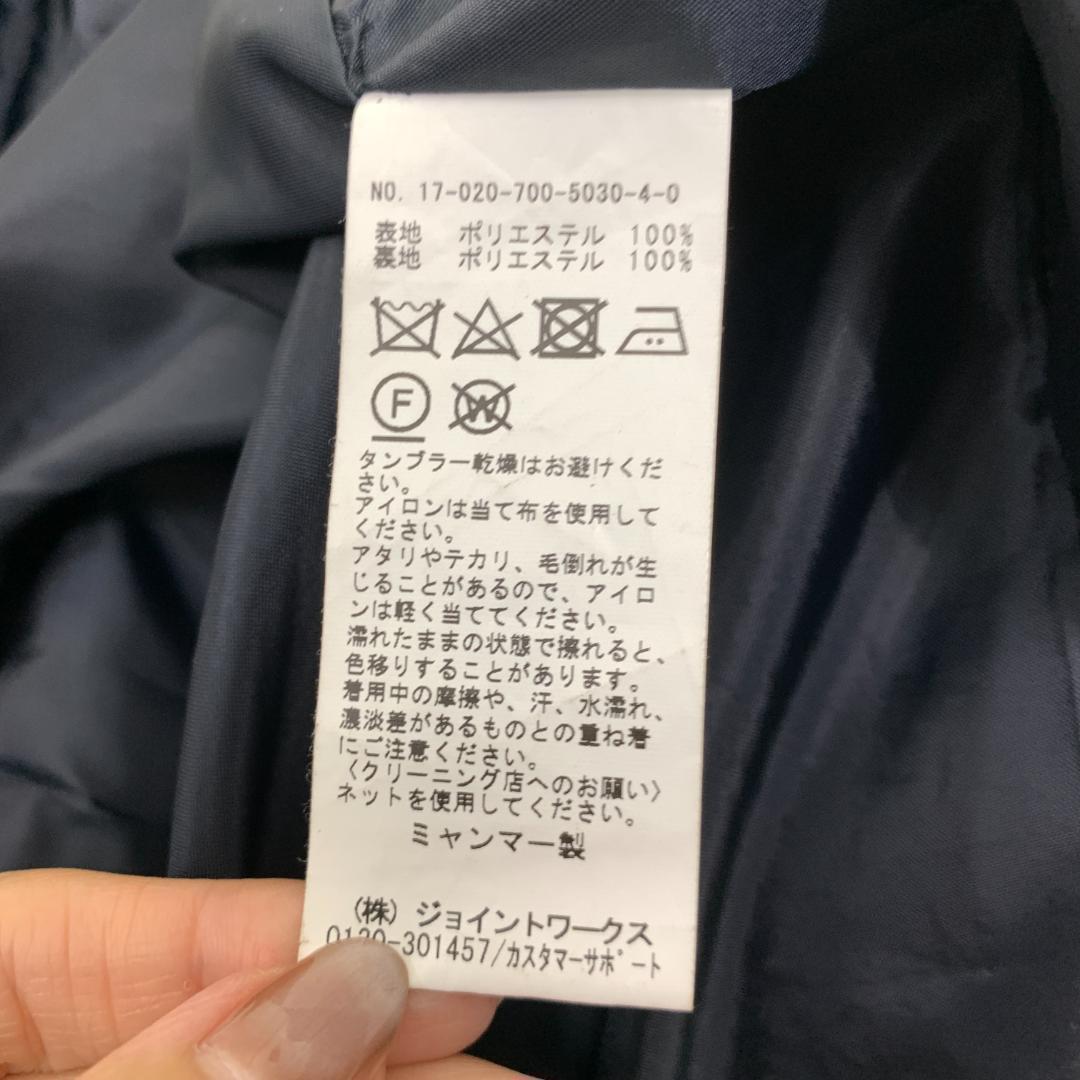 NO. 17-020-700-5030-4-0
表地 ポリエステル 100%
裏地 ポリエステル 100%
F W
タンブラー乾燥はお避けくだ
さい。
アイロンは当て布を使用して
ください。
アタリやテカリ、毛倒れが生
じることがあるので、アイロ
ンは軽く当ててください。
濡れたままの状態で擦れると、
色移りすることがあります。
着用中の摩擦や、汗、水濡れ、
濃淡差があるものとの重ね着
にご注意ください。
〈クリーニング店へのお願い〉
ネットを使用してください。
ミャンマー製
(株) ジョイントワークス
0120-301457/カスタマーサポート